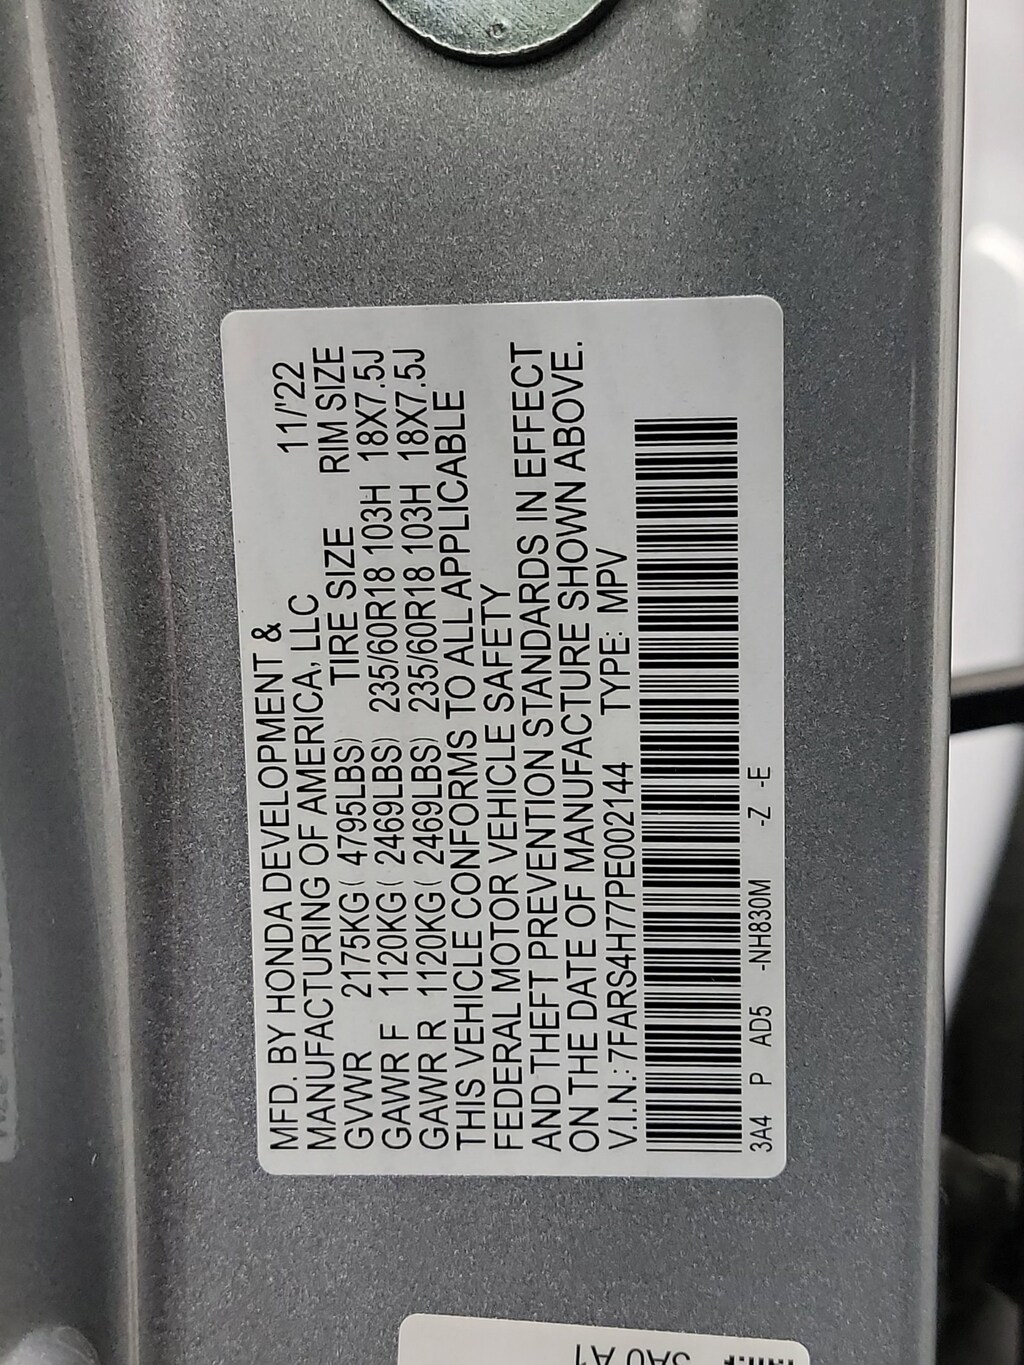 MFD. BY HONDA DEVELOPMENT &
MANUFACTURING OF AMERICA, LLC 11/'22
TIRE SIZE RIM SIZE
GVWR 2175KG( 4795LBS)
GAWR F 1120KG( 2469LBS) 235/60R18 103H 18X7.5J
GAWR R 1120KG( 2469LBS) 235/60R18 103H 18X7.5J
THIS VEHICLE CONFORMS TO ALL APPLICABLE
FEDERAL MOTOR VEHICLE SAFETY
AND THEFT PREVENTION STANDARDS IN EFFECT
ON THE DATE OF MANUFACTURE SHOWN ABOVE.
V.I.N.: 7FARS4H77PE002144 TYPE: MPV
3A4 P AD5 -NH830M -Z -E